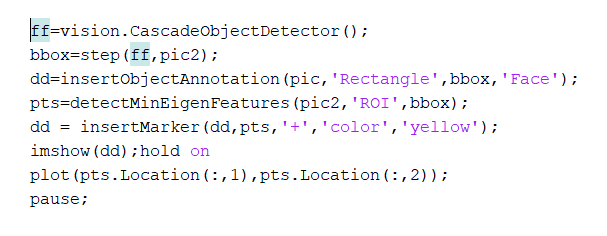 ff=vision.CascadeObjectDetector();
bbox=step(ff,pic2);
dd=insertObjectAnnotation(pic,'Rectangle',bbox,'Face');
pts=detectMinEigenFeatures(pic2,'ROI',bbox);
dd = insertMarker(dd,pts,'+','color','yellow');
imshow(dd);hold on
plot(pts.Location(:,1),pts.Location(:,2));
pause;